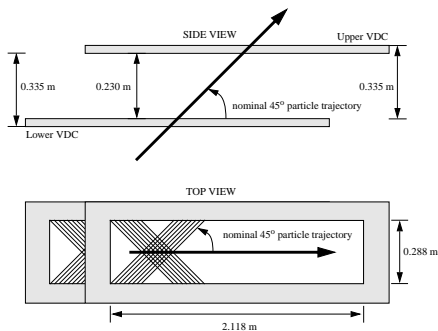 SIDE VIEW
Upper VDC
0.335 m
0.230 m
0.335 m
nominal 45° particle trajectory
Lower VDC
TOP VIEW
nominal 45° particle trajectory
0.288 m
2.118 m